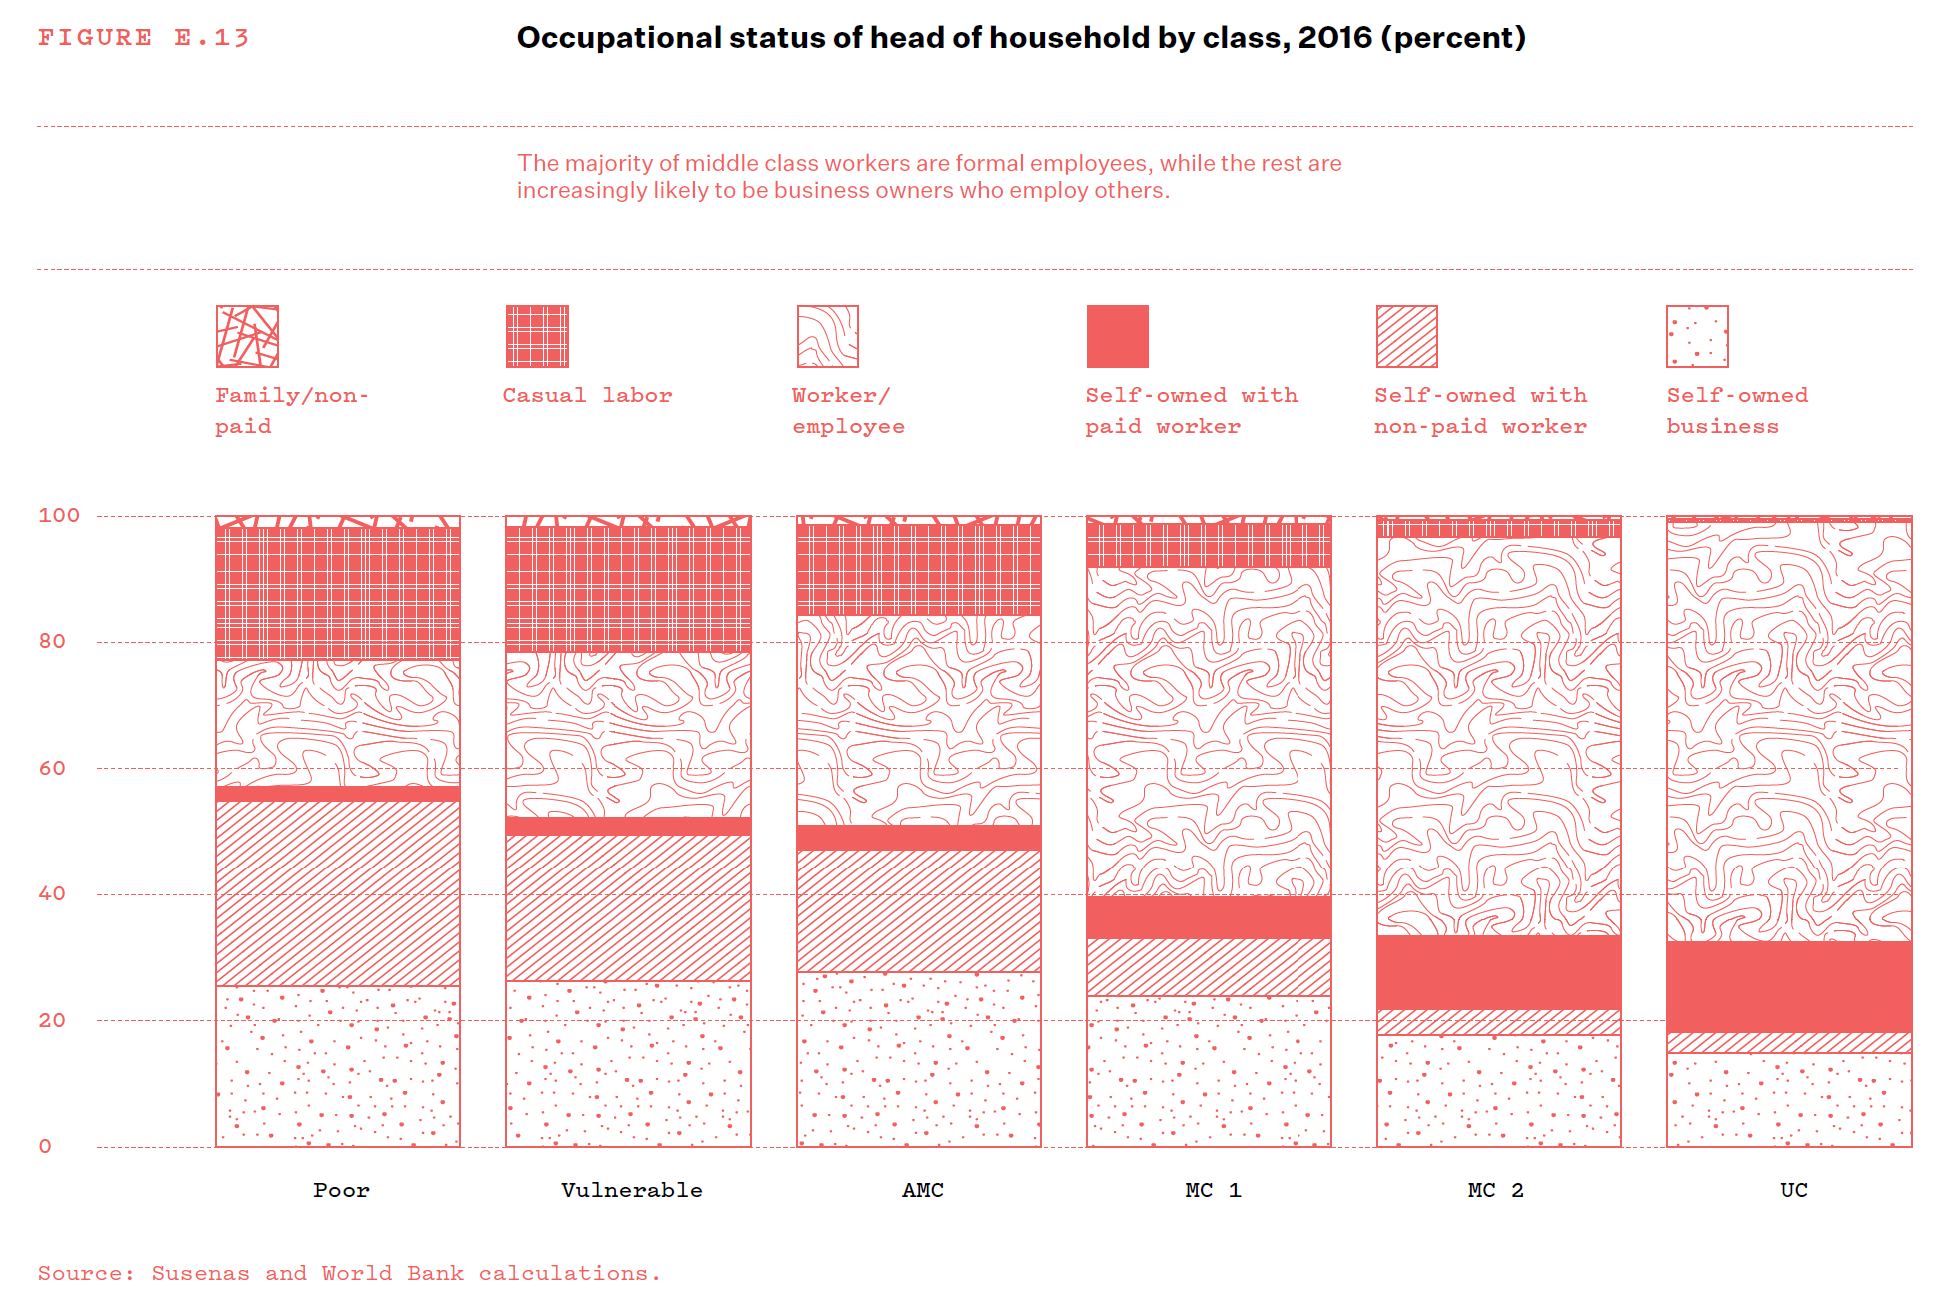 FIGURE E.13
Occupational status of head of household by class, 2016 (percent)
The majority of middle class workers are formal employees, while the rest are
increasingly likely to be business owners who employ others.
Family/non-
paid
Casual labor
Worker/
employee
Self-owned with
paid worker
Self-owned with
non-paid worker
Self-owned
business
100
80
60
40
20
0
Poor
Vulnerable
AMC
MC 1
MC 2
UC
Source: Susenas and World Bank calculations.